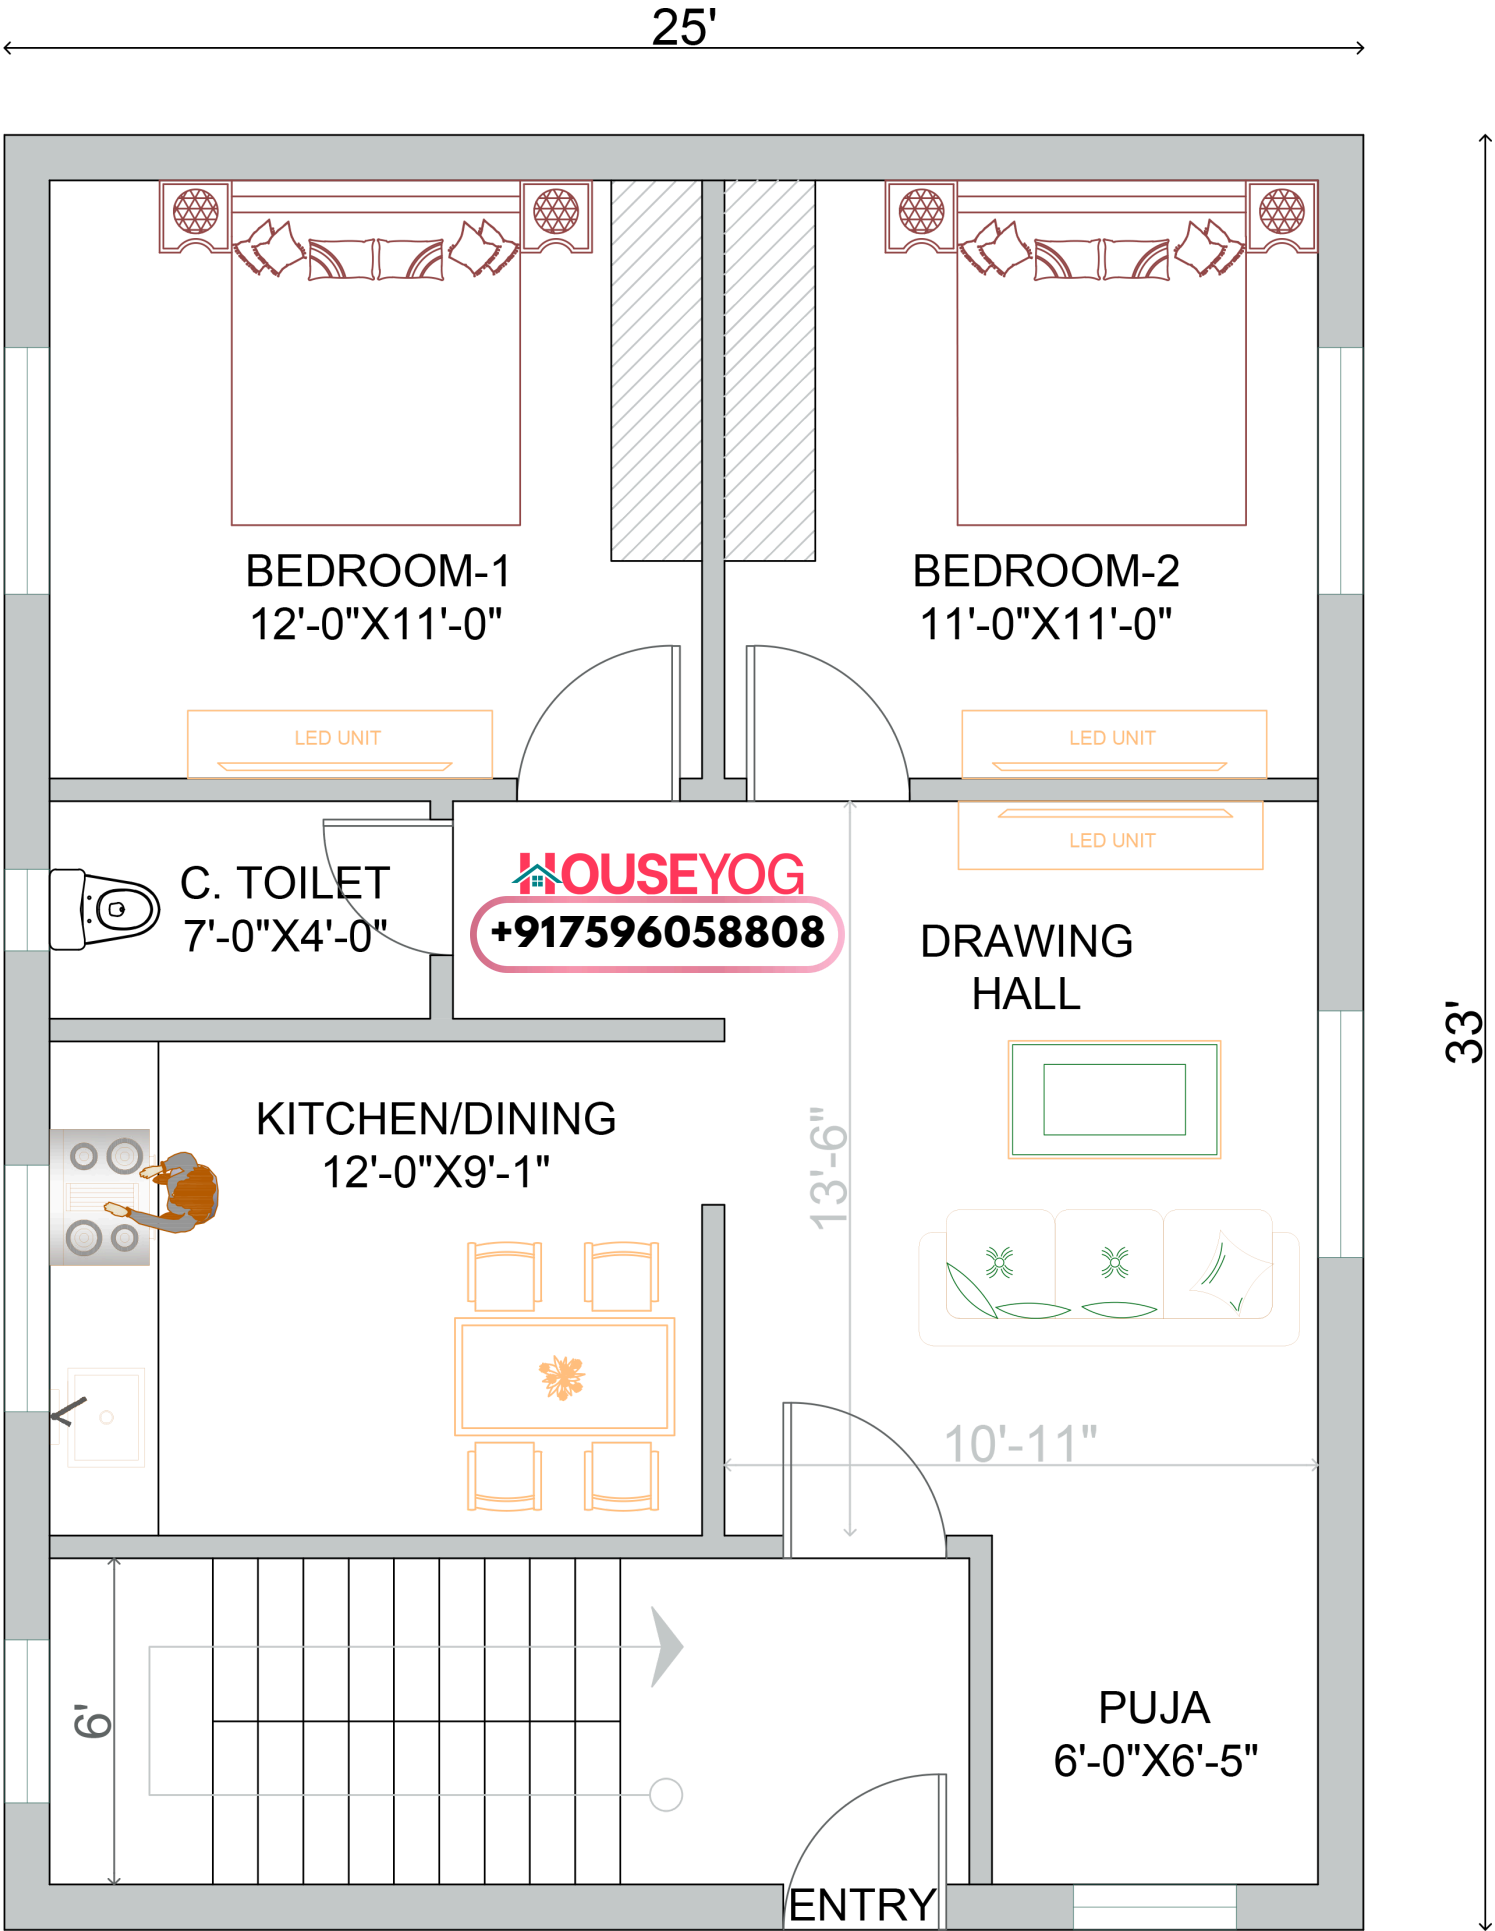 25'
BEDROOM-1
12'-0"X11'-0"
BEDROOM-2
11'-0"X11'-0"
LED UNIT
LED UNIT
LED UNIT
C. TOILET
7'-0"X4'-0"
HOUSEYOG
+917596058808
DRAWING
HALL
33'
KITCHEN/DINING
12'-0"X9'-1"
13'-6"
10'-11"
6'
PUJA
6'-0"X6'-5"
ENTRY